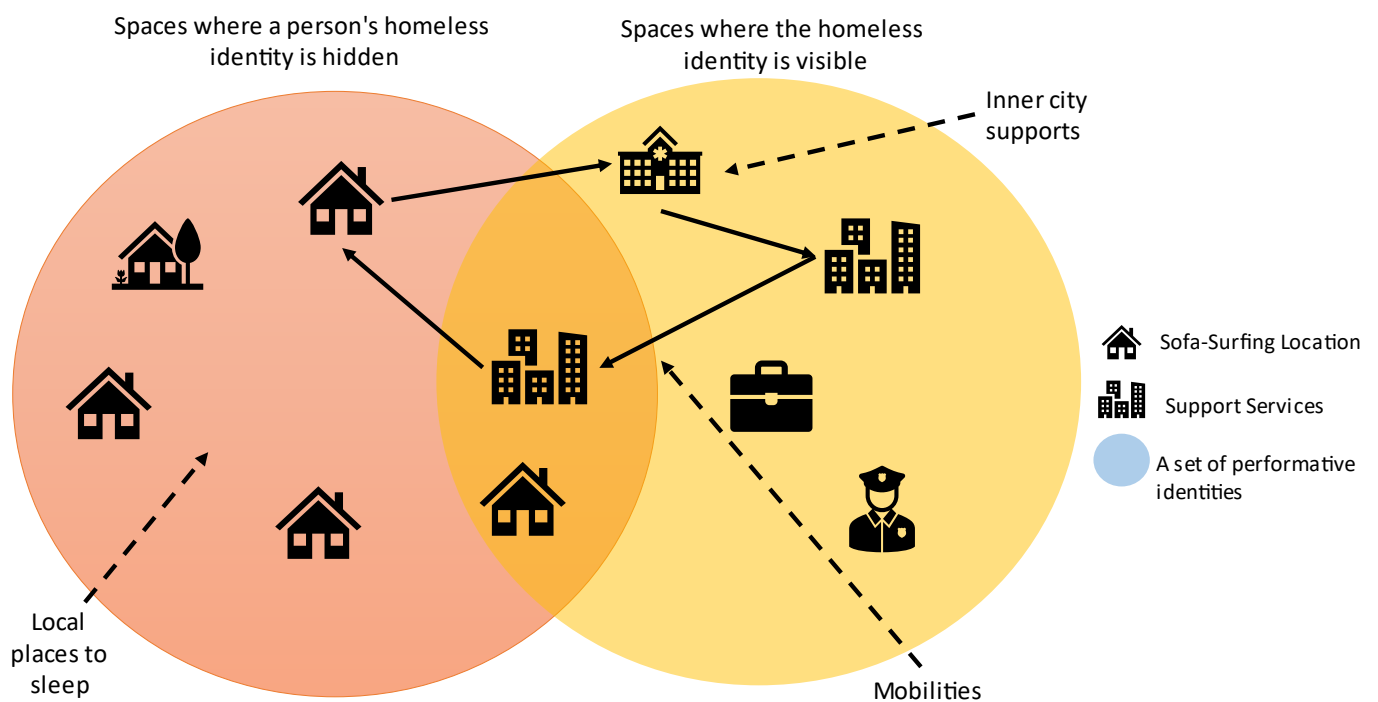 Spaces where a person's homeless
identity is hidden
Spaces where the homeless
identity is visible
Inner city
supports
Sofa-Surfing Location
Support Services
A set of performative
identities
Local
places to
sleep
Mobilities